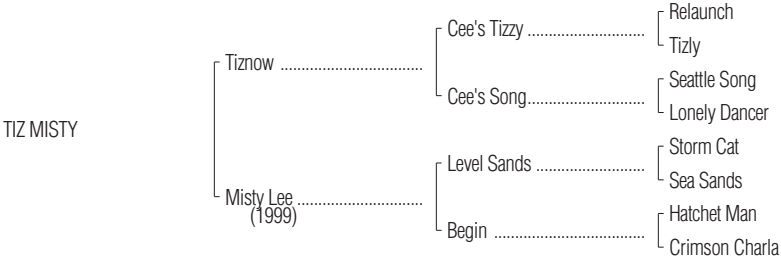 Relaunch
Cee's Tizzy ..............................
Tizly
Tiznow ....................................
Seattle Song
Cee's Song..............................
Lonely Dancer
TIZ MISTY
Storm Cat
Level Sands ............................
Sea Sands
Misty Lee ................................
(1999)
Hatchet Man
Begin ......................................
Crimson Charla